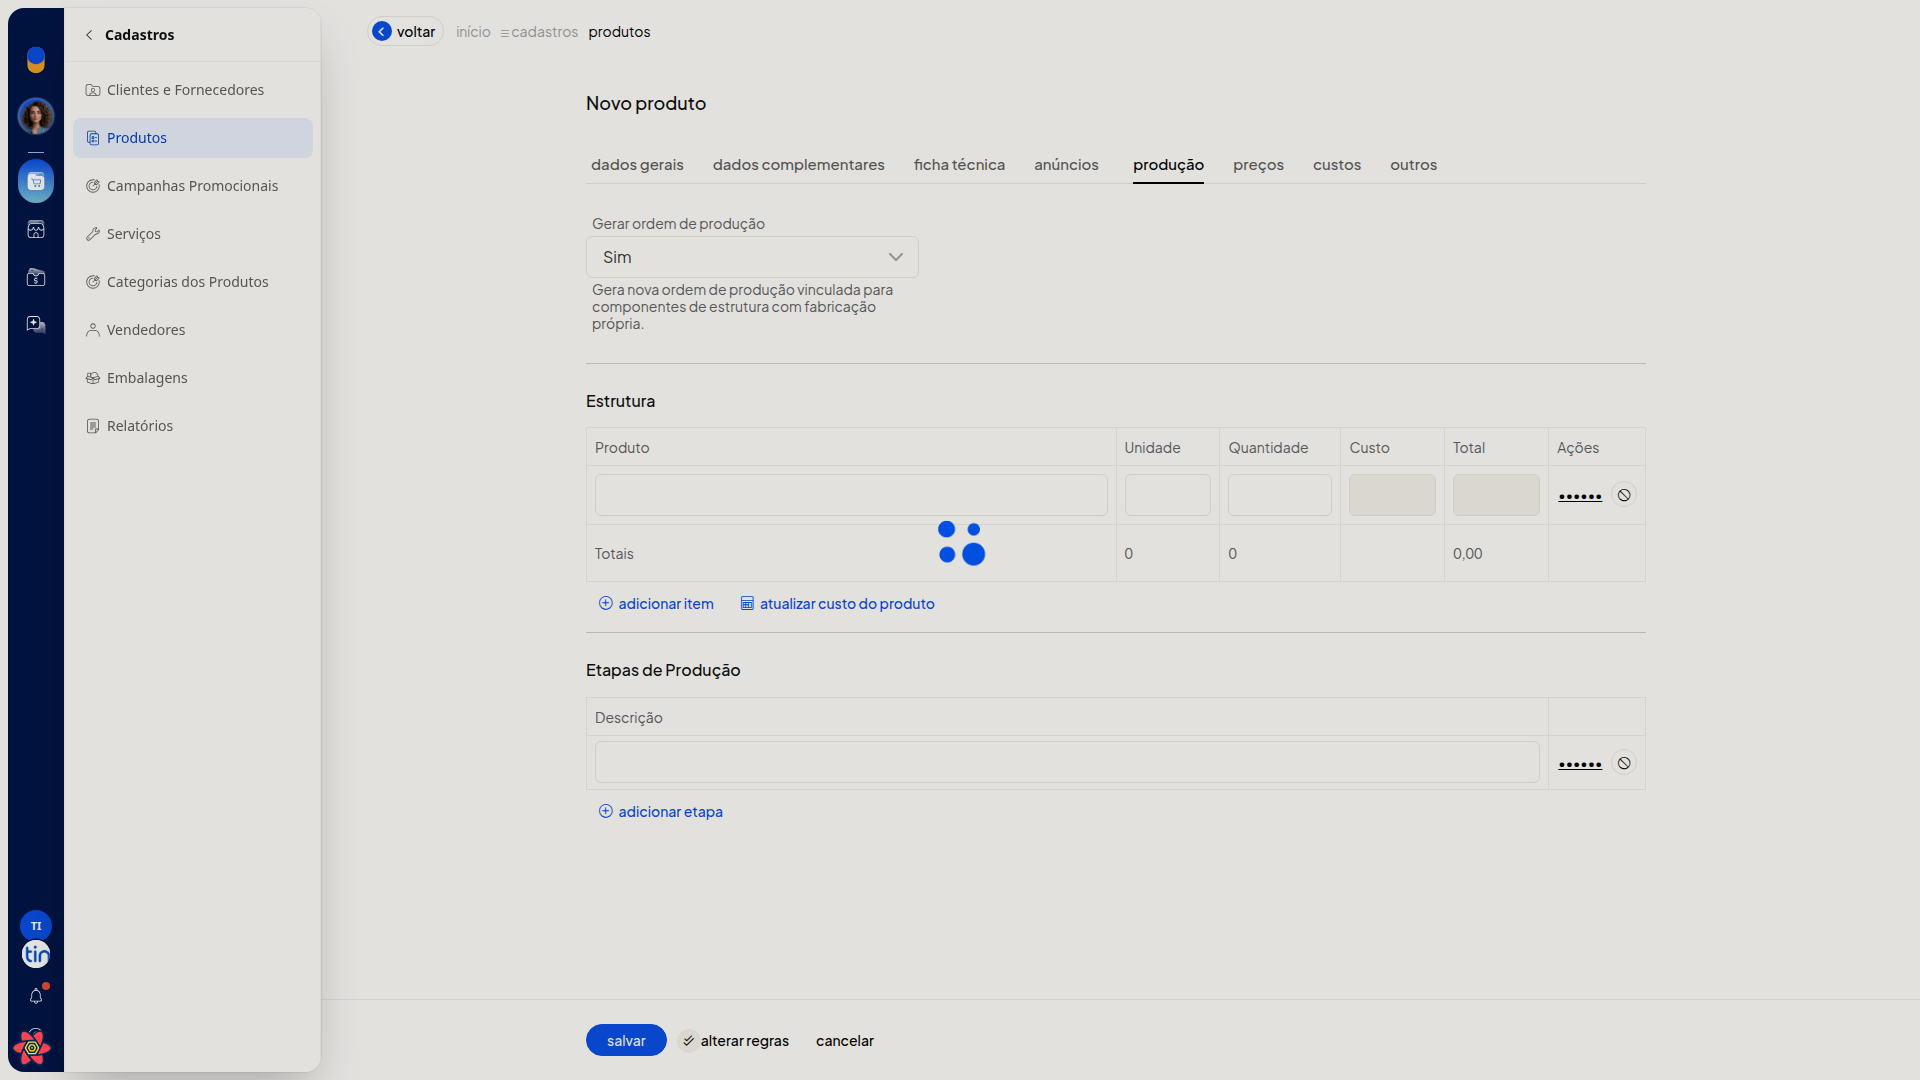 Cadastros
Clientes e Fornecedores
Produtos
Campanhas Promocionais
Serviços
Categorias dos Produtos
Vendedores
Embalagens
Relatórios
TI
tin
voltar início cadastros produtos
Novo produto
dados gerais dados complementares ficha técnica anúncios produção preços custos outros
Gerar ordem de produção
Sim
Gera nova ordem de produção vinculada para
componentes de estrutura com fabricação
própria.
Estrutura
Produto Unidade Quantidade Custo Total Ações
Totais 0 0 0,00
adicionar item atualizar custo do produto
Etapas de Produção
Descrição
adicionar etapa
salvar alterar regras cancelar